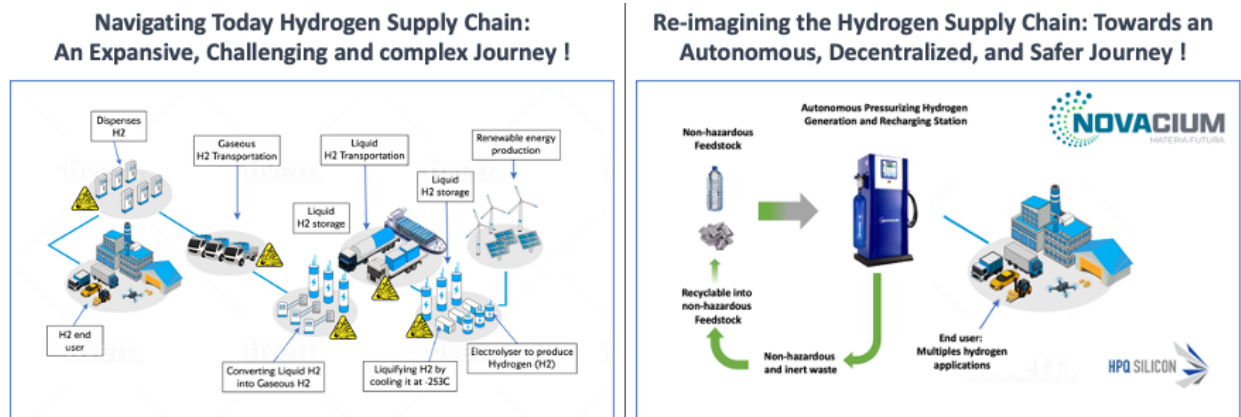 Navigating Today Hydrogen Supply Chain:
An Expansive, Challenging and complex Journey !
Dispenses
H2
Gaseous
H2 Transportation
Liquid
H2 Transportation
Renewable energy
production
Liquid
H2 storage
Liquid
H2 storage
H2 end
user
Converting Liquid H2
into Gaseous H2
Liquifying H2 by
cooling it at -253C
Electrolyser to produce
Hydrogen (H2)
Re-imagining the Hydrogen Supply Chain: Towards an
Autonomous, Decentralized, and Safer Journey !
Autonomous Pressurizing Hydrogen
Generation and Recharging Station
NOVACIUM
MATERIA FUTURA
Non-hazardous
Feedstock
Recyclable into
non-hazardous
Feedstock
Non-hazardous
and inert waste
End user:
Multiples hydrogen
applications
HPQ SILICON